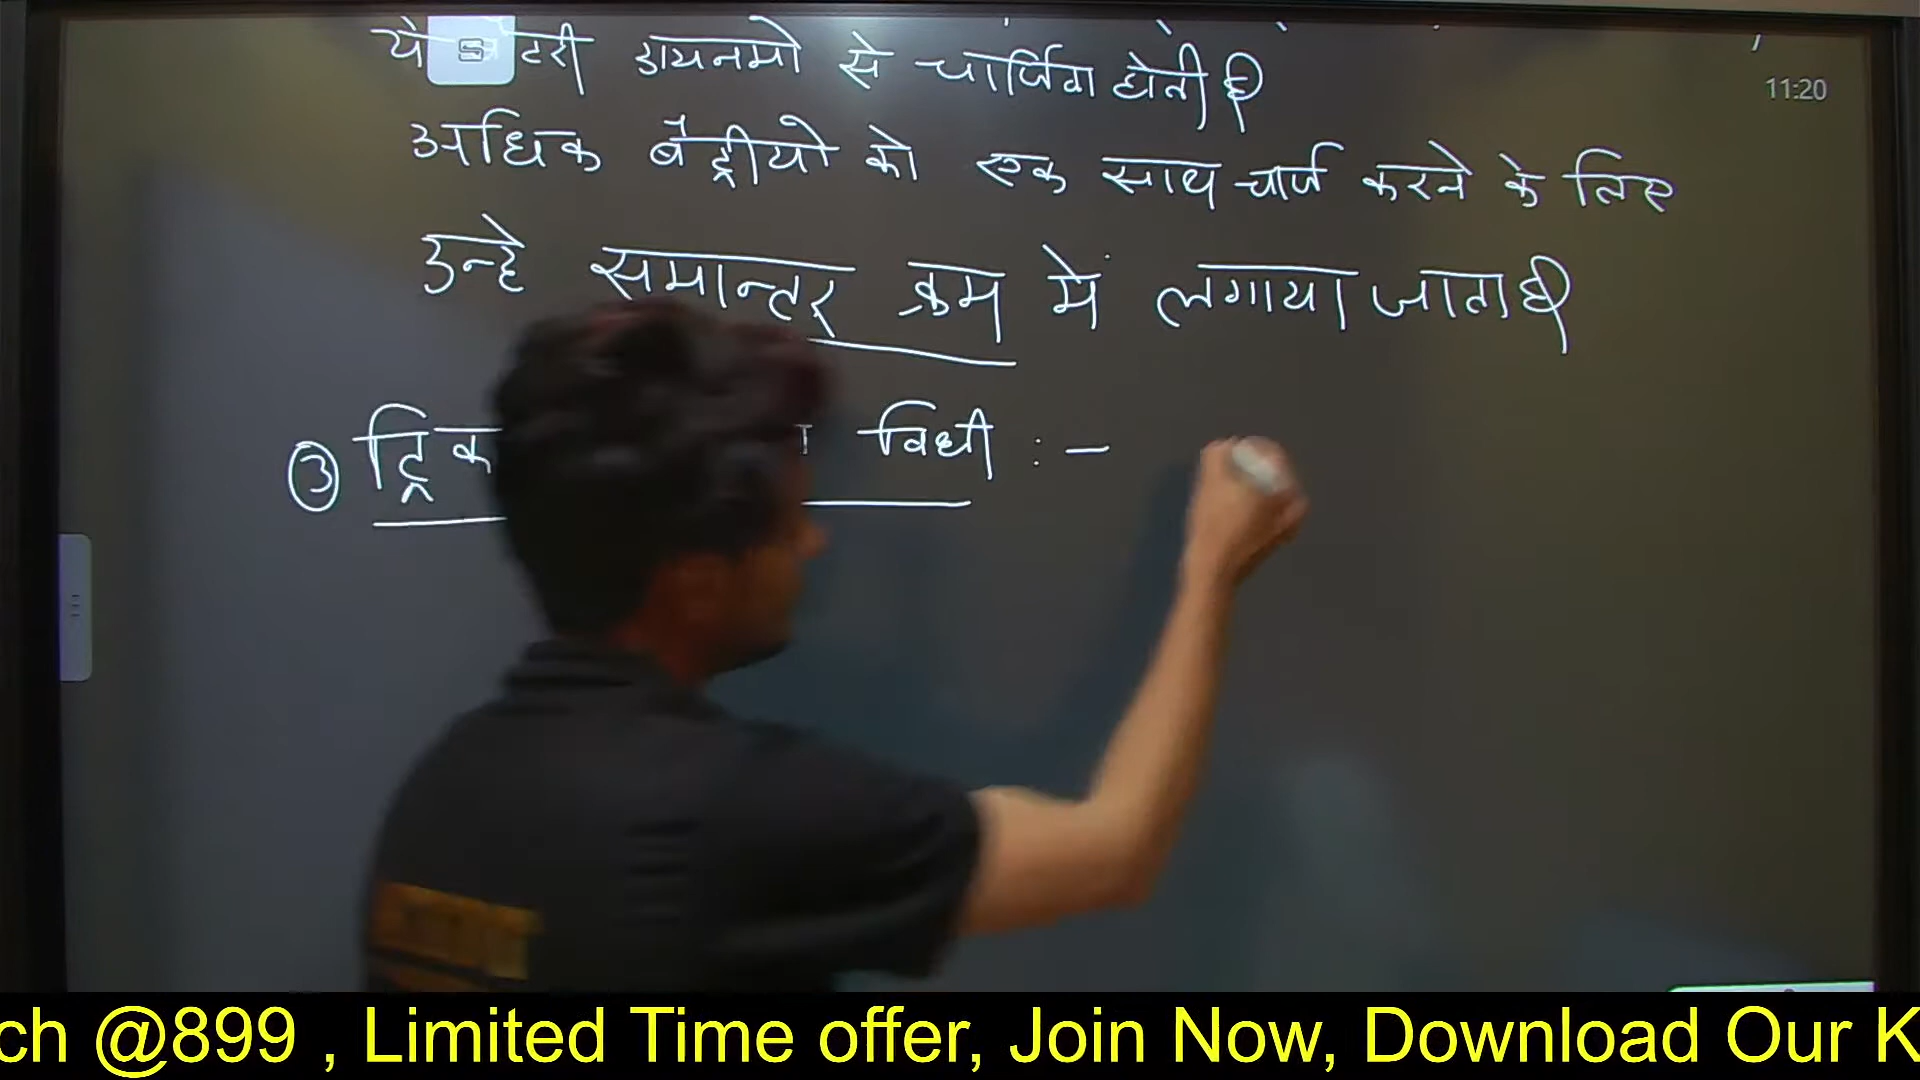 ये टरी डायनमो से चार्जिंग होती है
11:20
अधिक बैट्रीयो को एक साथ चार्ज करने के लिए
उन्हे समान्तर क्रम में लगाया जाता है
③ ट्रिक विधी :-
ch @899 , Limited Time offer, Join Now, Download Our K